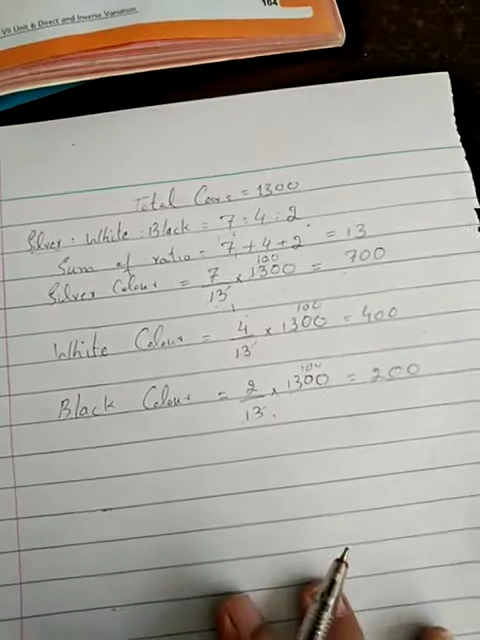 VII Unit 6 Direct and Inverse Variation
104
Total Cars = 1300
Silver : White : Black = 7 : 4 : 2
Sum of ratio = 7 + 4 + 2 = 13
Silver Colour = 7/13 × 1300 100 = 700
White Colour = 4/13 1 × 1300 100 = 400
Black Colour = 2/13 × 1300 100 = 200